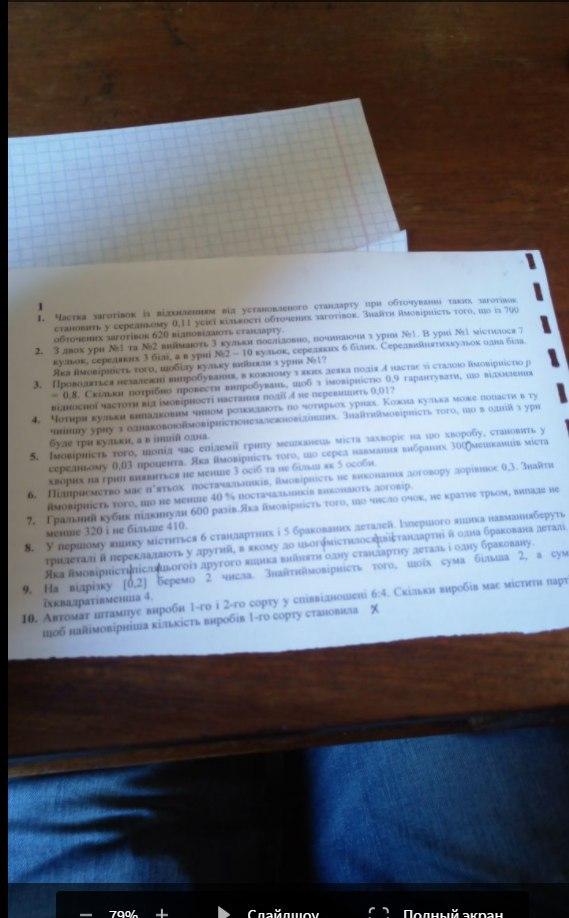 1
1. Частка заготівок із відхиленням від установленого стандарту при обточуванні таких заготівок
становить у середньому 0,11 усієї кількості обточених заготівок. Знайти ймовірність того, що із 700
обточених заготівок 620 відповідають стандарту.
2. З двох урн №1 та №2 виймають 3 кульки послідовно, починаючи з урни №1. В урні №1 містилося 7
кульок, середяких 3 білі, а в урні №2 – 10 кульок, середяких 6 білих. Середвийнятихкульок одна біла.
Яка ймовірність того, щобілу кульку вийняли з урни №1?
3. Проводяться незалежні випробування, в кожному з яких деяка подія А настає зі сталою ймовірністю р
= 0,8. Скільки потрібно провести випробувань, щоб з імовірністю 0,9 гарантувати, що відхилення
відносної частоти від імовірності настання події А не перевищить 0,01?
4. Чотири кульки випадковим чином розкидають по чотирьох урнах. Кожна кулька може попасти в ту
чиіншу урну з однаковоюймовірністюнезалежновідінших. Знайтиймовірність того, що в одній з урн
буде три кульки, а в іншій одна.
5. Імовірність того, щопід час епідемії грипу мешканець міста захворіє на цю хворобу, становить у
середньому 0,03 процента. Яка ймовірність того, що серед навмання вибраних 300 мешканців міста
хворих на грип виявиться не менше 3 осіб та не більш як 5 особи.
6. Підприємство має п'ятьох постачальників, ймовірність не виконання договору дорівнює 0,3. Знайти
ймовірність того, що не менше 40 % постачальників виконають договір.
7. Гральний кубик підкинули 600 разів.Яка ймовірність того, що число очок, не кратне трьом, випаде не
менше 320 і не більше 410.
8. У першому ящику міститься 6 стандартних і 5 бракованих деталей. Ізпершого ящика навманняберуть
тридеталі й перекладають у другий, в якому до цього містилося дві стандартні й одна бракована деталі.
Яка ймовірність після цьогоіз другого ящика вийняти одну стандартну деталь і одну браковану.
9. На відрізку [0,2] беремо 2 числа. Знайтиймовірність того, щоїх сума більша 2, а сум
їхквадратівменша 4.
10. Автомат штампує вироби 1-го і 2-го сорту у співвідношені 6:4. Скільки виробів має містити парт
щоб найімовірніша кількість виробів 1-го сорту становила x
79%
Слайдшоу
Полный экран